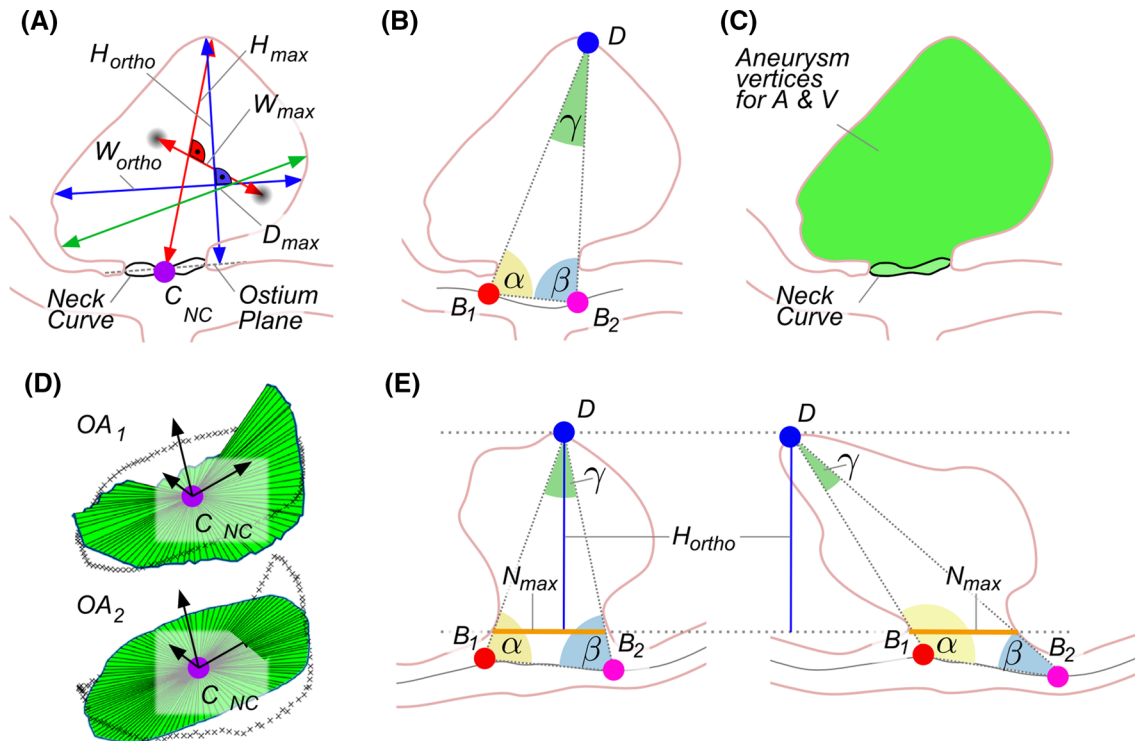 (A)
H_ortho
H_max
W_max
W_ortho
D_max
Neck
Curve
C_NC
Ostium
Plane
(B)
D
γ
α
β
B_1
B_2
(C)
Aneurysm
vertices
for A & V
Neck
Curve
(D)
OA_1
C_NC
OA_2
C_NC
(E)
D
γ
H_ortho
N_max
B_1
α
β
B_2
D
γ
N_max
B_1
α
β
B_2